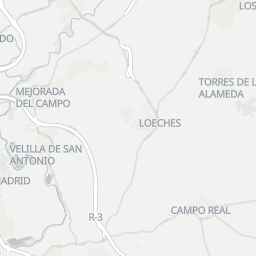 LOS
DO
TORRES DE L
ALAMEDA
MEJORADA
DEL CAMPO
LOECHES
VELILLA DE SAN
ANTONIO
ADRID
CAMPO REAL
R-3